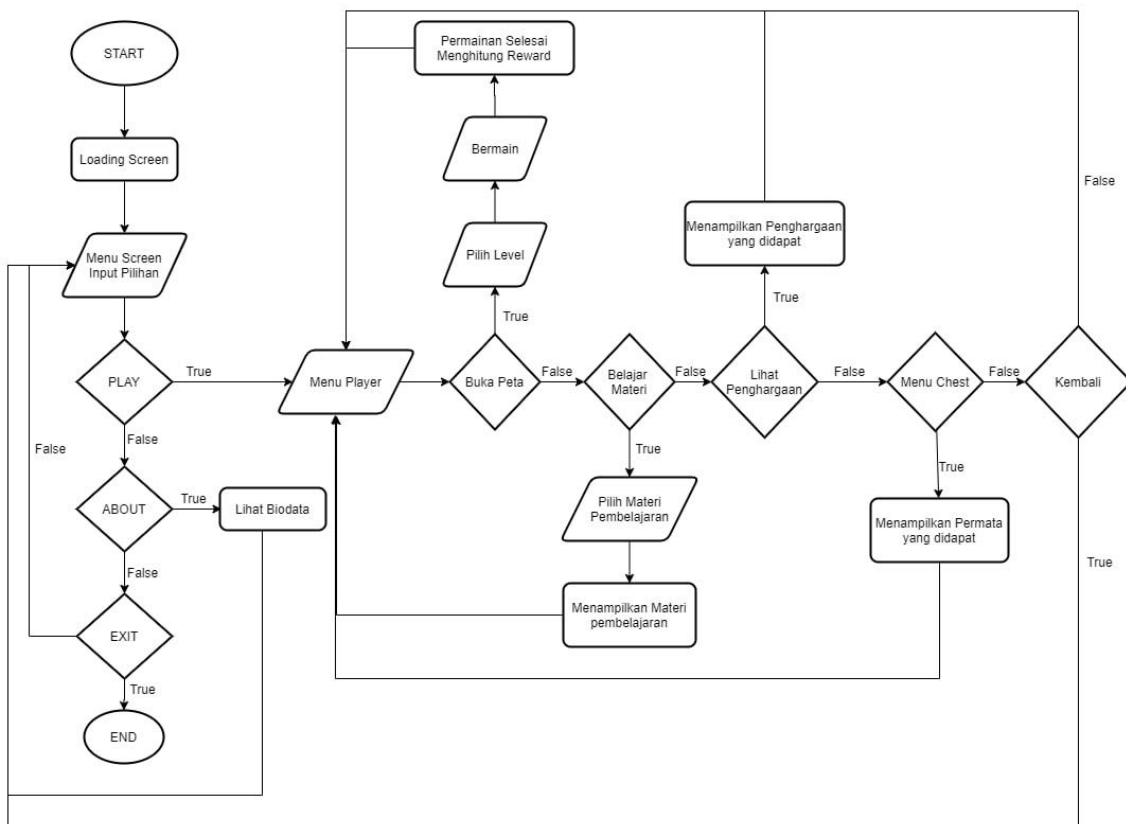 START
Loading Screen
Menu Screen
Input Pilihan
PLAY
True
False
ABOUT
True
Lihat Biodata
False
EXIT
False
True
END
Menu Player
Buka Peta
True
Pilih Level
Bermain
Permainan Selesai
Menghitung Reward
False
Belajar
Materi
True
Pilih Materi
Pembelajaran
Menampilkan Materi
pembelajaran
False
Lihat
Penghargaan
True
Menampilkan Penghargaan
yang didapat
False
Menu Chest
True
Menampilkan Permata
yang didapat
False
Kembali
False
True